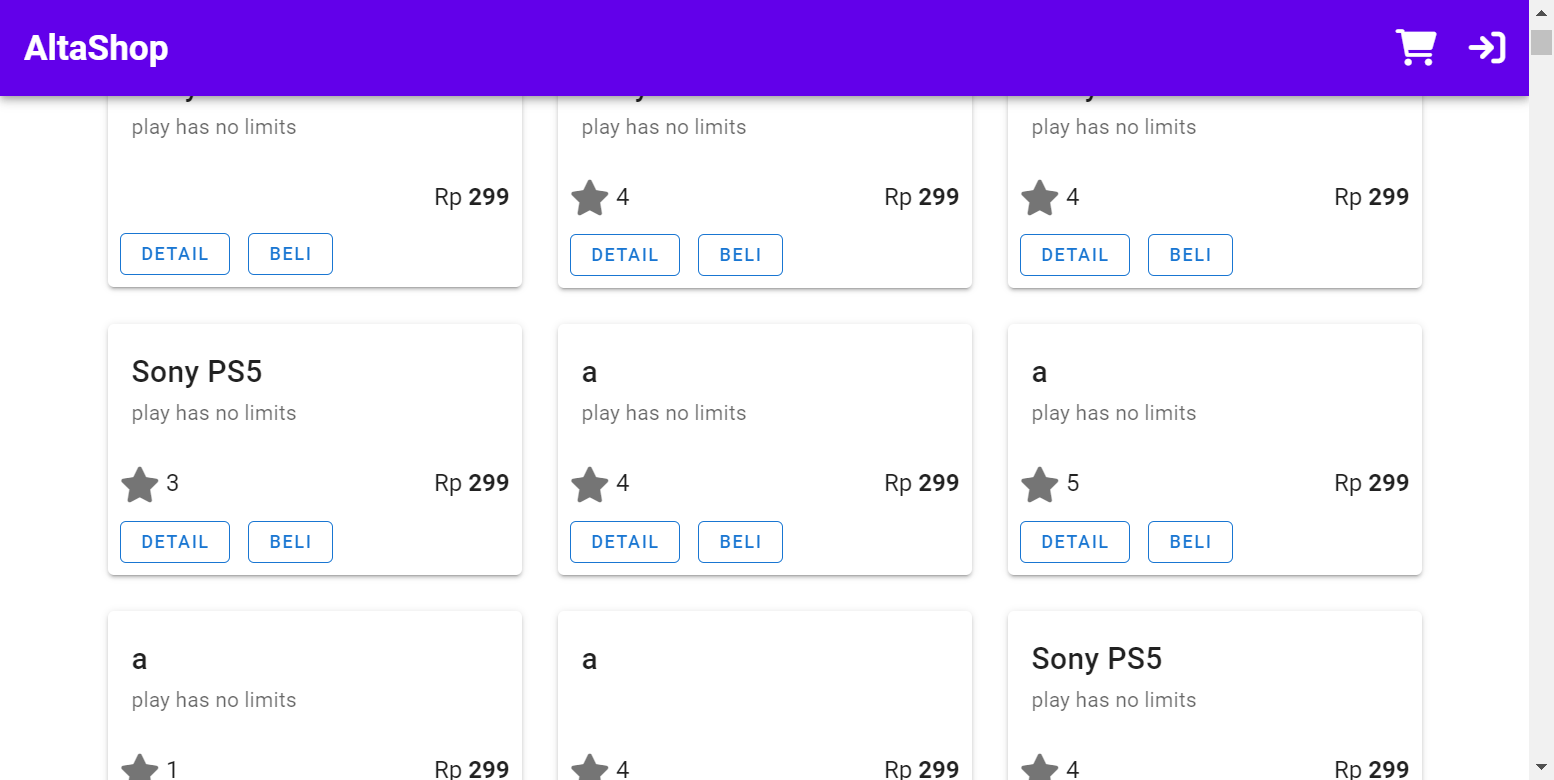 AltaShop
play has no limits
play has no limits
play has no limits
Rp 299
4 Rp 299
4 Rp 299
DETAIL BELI
DETAIL BELI
DETAIL BELI
Sony PS5
a
a
play has no limits
play has no limits
play has no limits
3 Rp 299
4 Rp 299
5 Rp 299
DETAIL BELI
DETAIL BELI
DETAIL BELI
a
a
Sony PS5
play has no limits
play has no limits
1 Rp 299
4 Rp 299
4 Rp 299